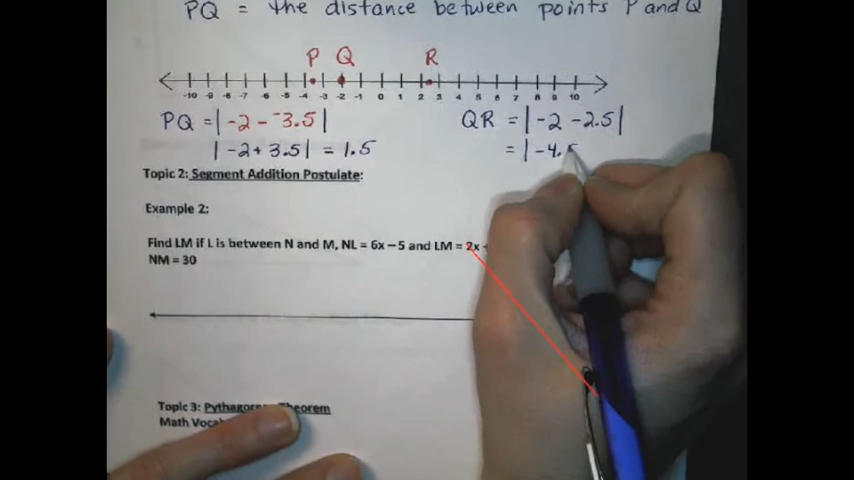 PQ = the distance between points P and Q
P Q R
-10 -9 -8 -7 -6 -5 -4 -3 -2 -1 0 1 2 3 4 5 6 7 8 9 10
PQ = |-2 - ⁻3.5| QR = |-2 -2.5|
|-2+3.5| = 1.5 = |-4.5
Topic 2: Segment Addition Postulate:
Example 2:
Find LM if L is between N and M, NL = 6x – 5 and LM = 2x
NM = 30
Topic 3: Pythagorean Theorem
Math